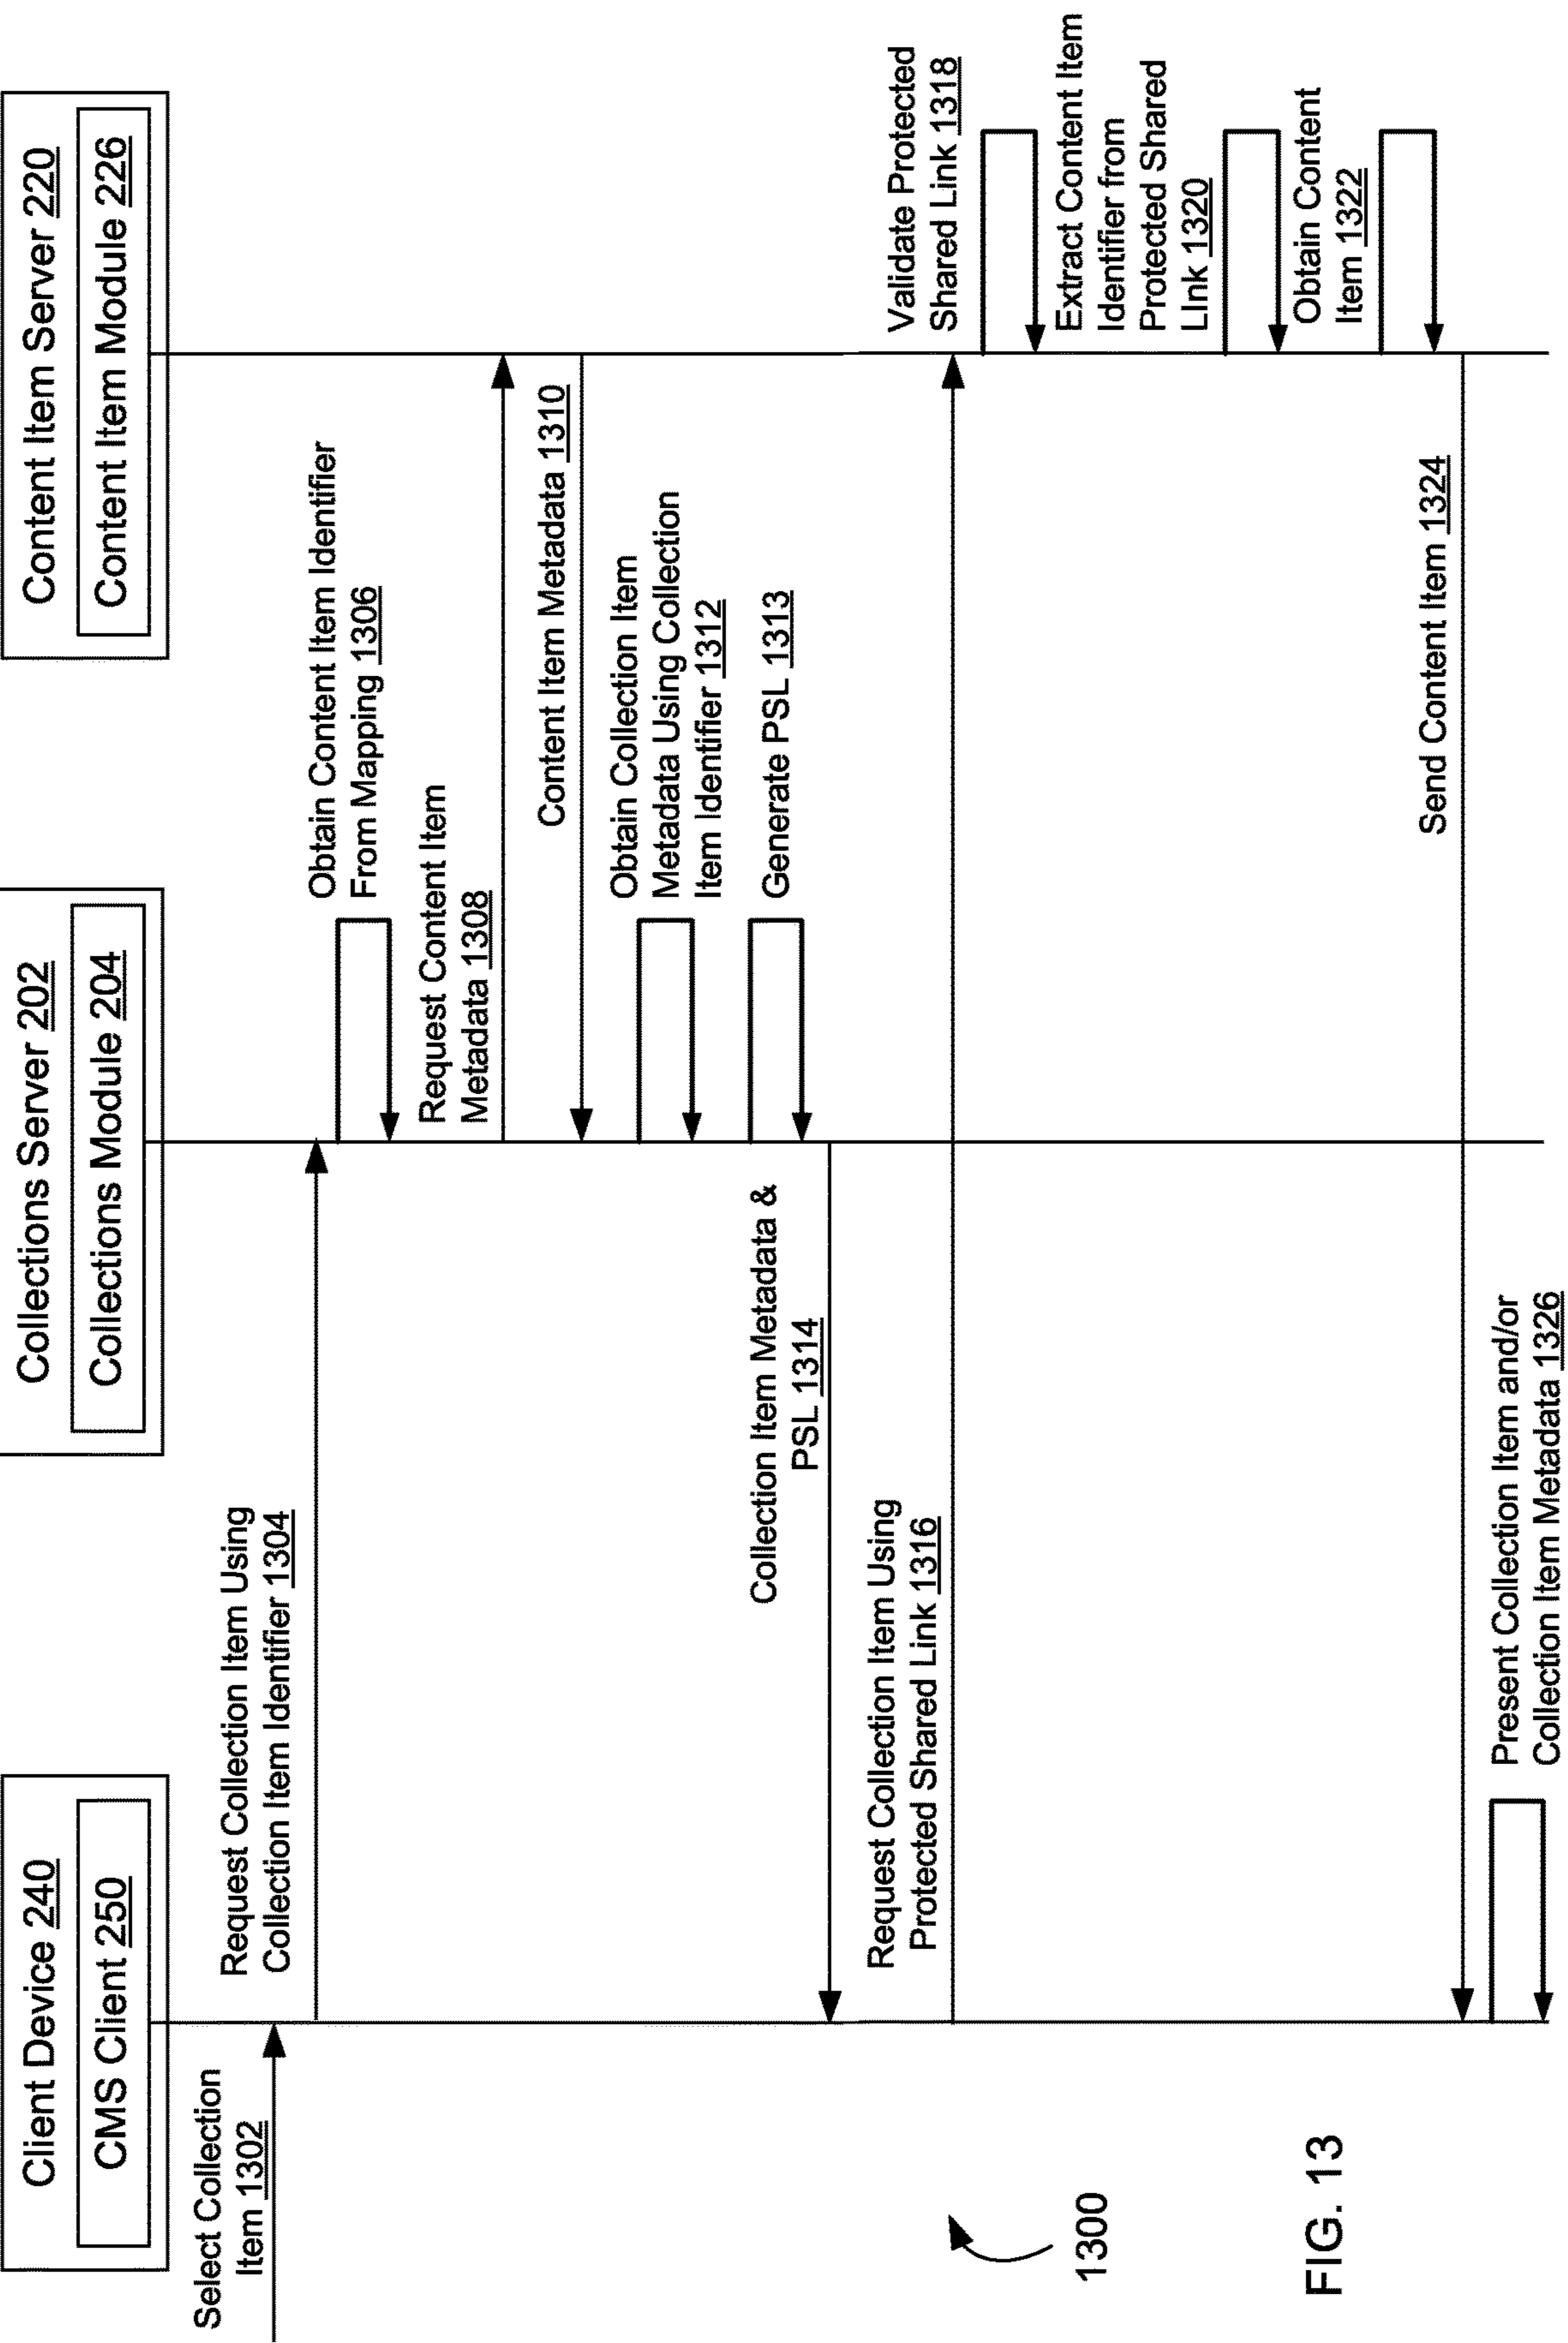 Client Device 240
CMS Client 250
Collections Server 202
Collections Module 204
Content Item Server 220
Content Item Module 226
Select Collection
Item 1302
Request Collection Item Using
Collection Item Identifier 1304
Obtain Content Item Identifier
From Mapping 1306
Request Content Item
Metadata 1308
Content Item Metadata 1310
Obtain Collection Item
Metadata Using Collection
Item Identifier 1312
Generate PSL 1313
Collection Item Metadata &
PSL 1314
Request Collection Item Using
Protected Shared Link 1316
Validate Protected
Shared Link 1318
Extract Content Item
Identifier from
Protected Shared
LInk 1320
Obtain Content
Item 1322
Send Content Item 1324
Present Collection Item and/or
Collection Item Metadata 1326
1300
FIG. 13